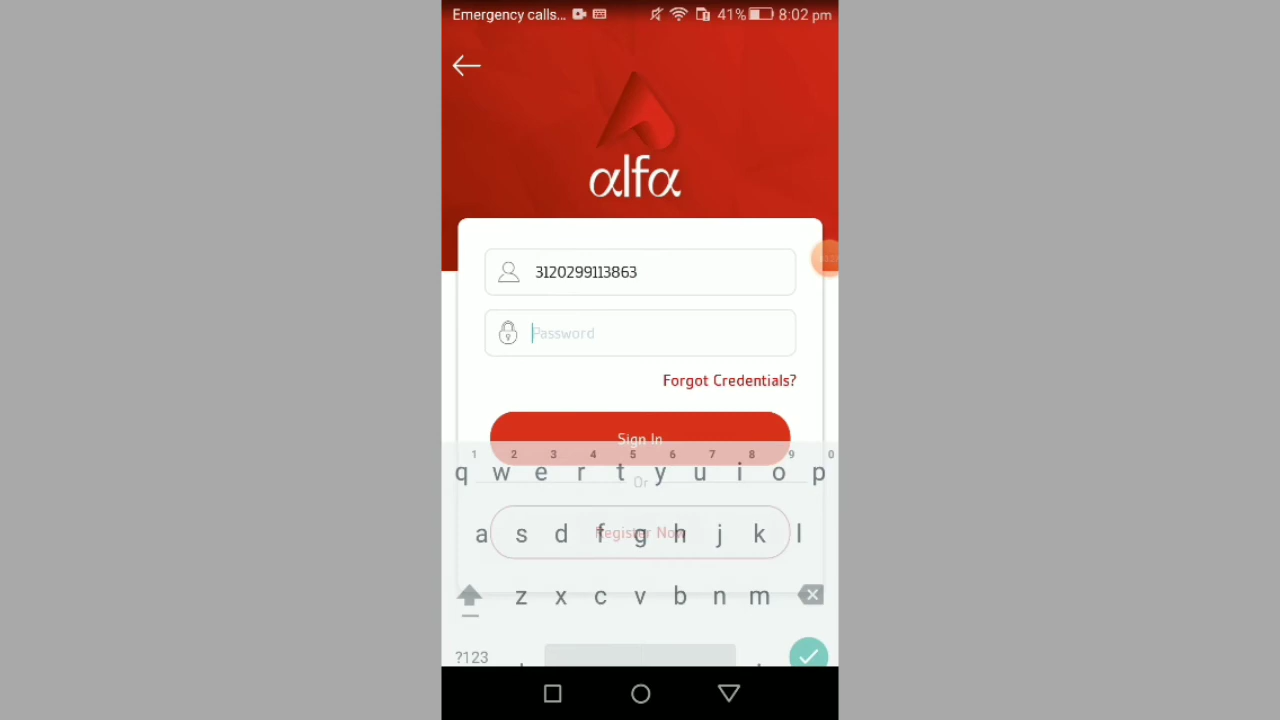 Emergency calls... 41% 8:02 pm
αlfα
3120299113863
Password
Forgot Credentials?
Sign In
1 2 3 4 5 6 7 8 9 0
q w e r t y u i o p
Or
a s d f g h j k l
Register Now
z x c v b n m
?123